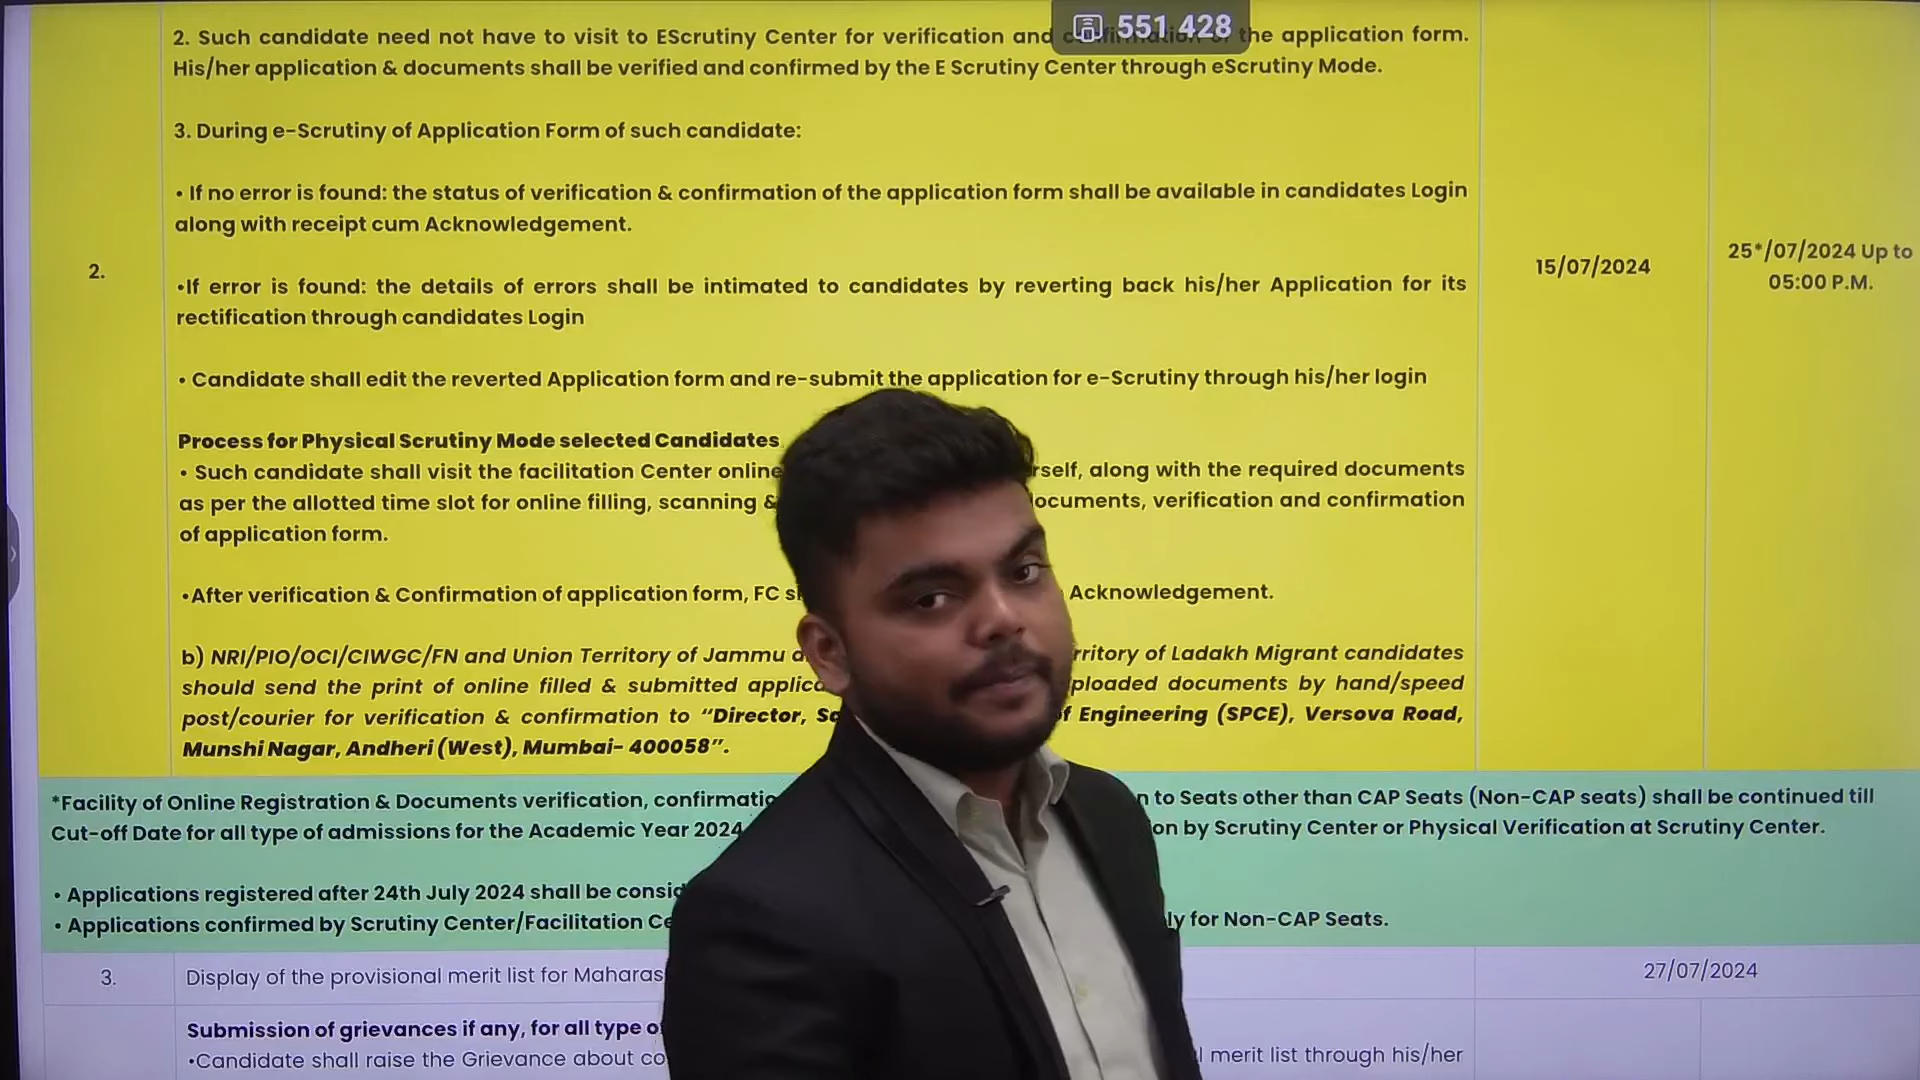 551 428
2. Such candidate need not have to visit to EScrutiny Center for verification and the application form.
His/her application & documents shall be verified and confirmed by the E Scrutiny Center through eScrutiny Mode.
3. During e-Scrutiny of Application Form of such candidate:
• If no error is found: the status of verification & confirmation of the application form shall be available in candidates Login
along with receipt cum Acknowledgement.
2.
•If error is found: the details of errors shall be intimated to candidates by reverting back his/her Application for its
rectification through candidates Login
15/07/2024
25*/07/2024 Up to
05:00 P.M.
• Candidate shall edit the reverted Application form and re-submit the application for e-Scrutiny through his/her login
Process for Physical Scrutiny Mode selected Candidates
• Such candidate shall visit the facilitation Center online along with the required documents
as per the allotted time slot for online filling, scanning & verification and confirmation
of application form.
•After verification & Confirmation of application form, FC Acknowledgement.
b) NRI/PIO/OCI/CIWGC/FN and Union Territory of Jammu of Ladakh Migrant candidates
should send the print of online filled & submitted documents by hand/speed
post/courier for verification & confirmation to “Director, Engineering (SPCE), Versova Road,
Munshi Nagar, Andheri (West), Mumbai- 400058”.
*Facility of Online Registration & Documents verification, to Seats other than CAP Seats (Non-CAP seats) shall be continued till
Cut-off Date for all type of admissions for the Academic Year 2024 by Scrutiny Center or Physical Verification at Scrutiny Center.
• Applications registered after 24th July 2024 shall be
• Applications confirmed by Scrutiny Center/Facilitation for Non-CAP Seats.
3.
Display of the provisional merit list for
27/07/2024
Submission of grievances if any, for all type
•Candidate shall raise the Grievance about merit list through his/her